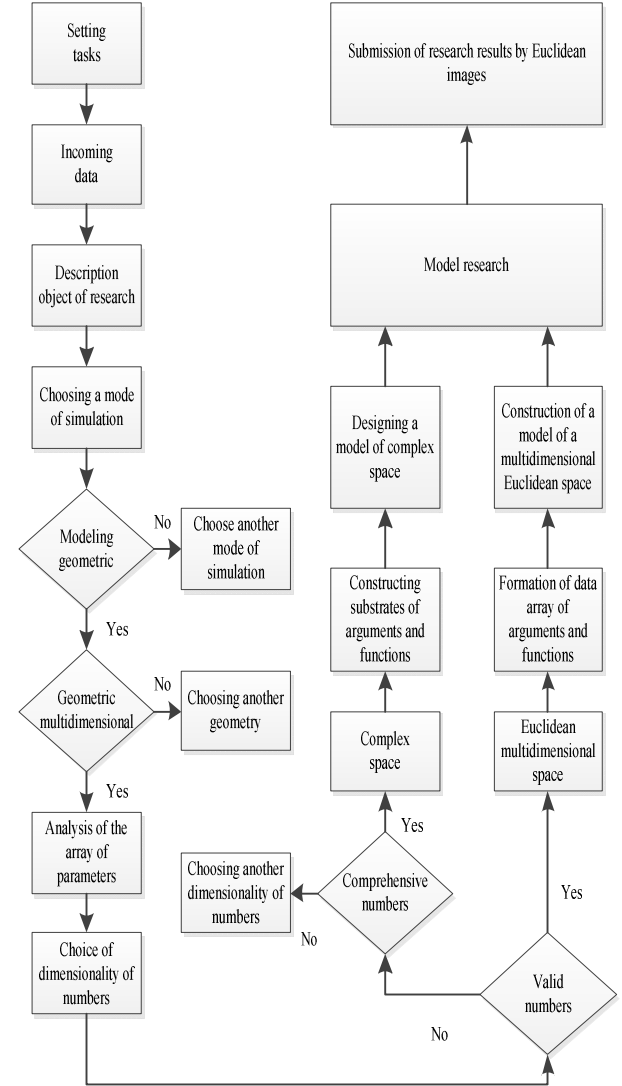 Setting
tasks
Incoming
data
Description
object of research
Choosing a mode
of simulation
Modeling
geometric
No
Choose another
mode of
simulation
Yes
Geometric
multidimensional
No
Choosing another
geometry
Yes
Analysis of the
array of
parameters
Choice of
dimensionality of
numbers
Valid
numbers
No
Yes
Comprehensive
numbers
No
Choosing another
dimensionality of
numbers
Yes
Complex
space
Constructing
substrates of
arguments and
functions
Designing a
model of complex
space
Euclidean
multidimensional
space
Formation of data
array of
arguments and
functions
Construction of a
model of a
multidimensional
Euclidean space
Model research
Submission of research results by Euclidean
images